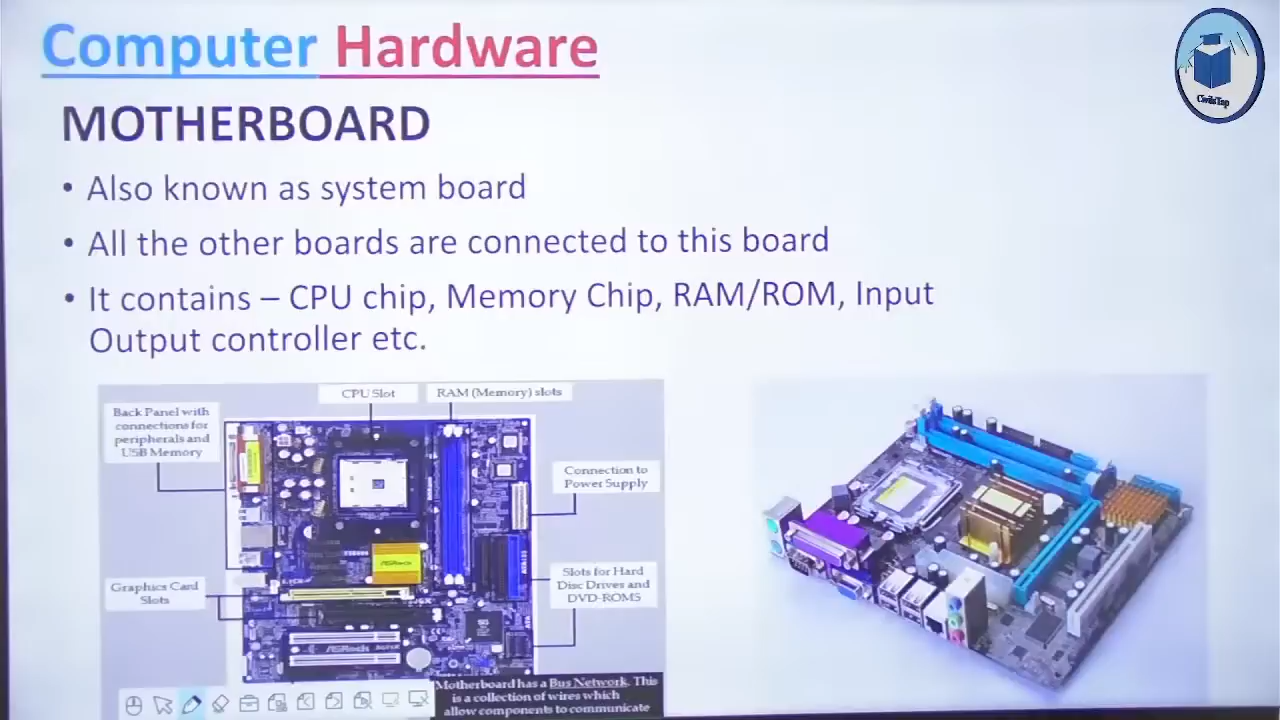 Computer Hardware
CivilsTap
MOTHERBOARD
• Also known as system board
• All the other boards are connected to this board
• It contains – CPU chip, Memory Chip, RAM/ROM, Input
Output controller etc.
CPU Slot
RAM (Memory) slots
Back Panel with
connections for
peripherals and
USB Memory
Connection to
Power Supply
Graphics Card
Slots
Slots for Hard
Disc Drives and
DVD-ROMS
ASRock
ASRock
Motherboard has a Bus Network. This
is a collection of wires which
allow components to communicate